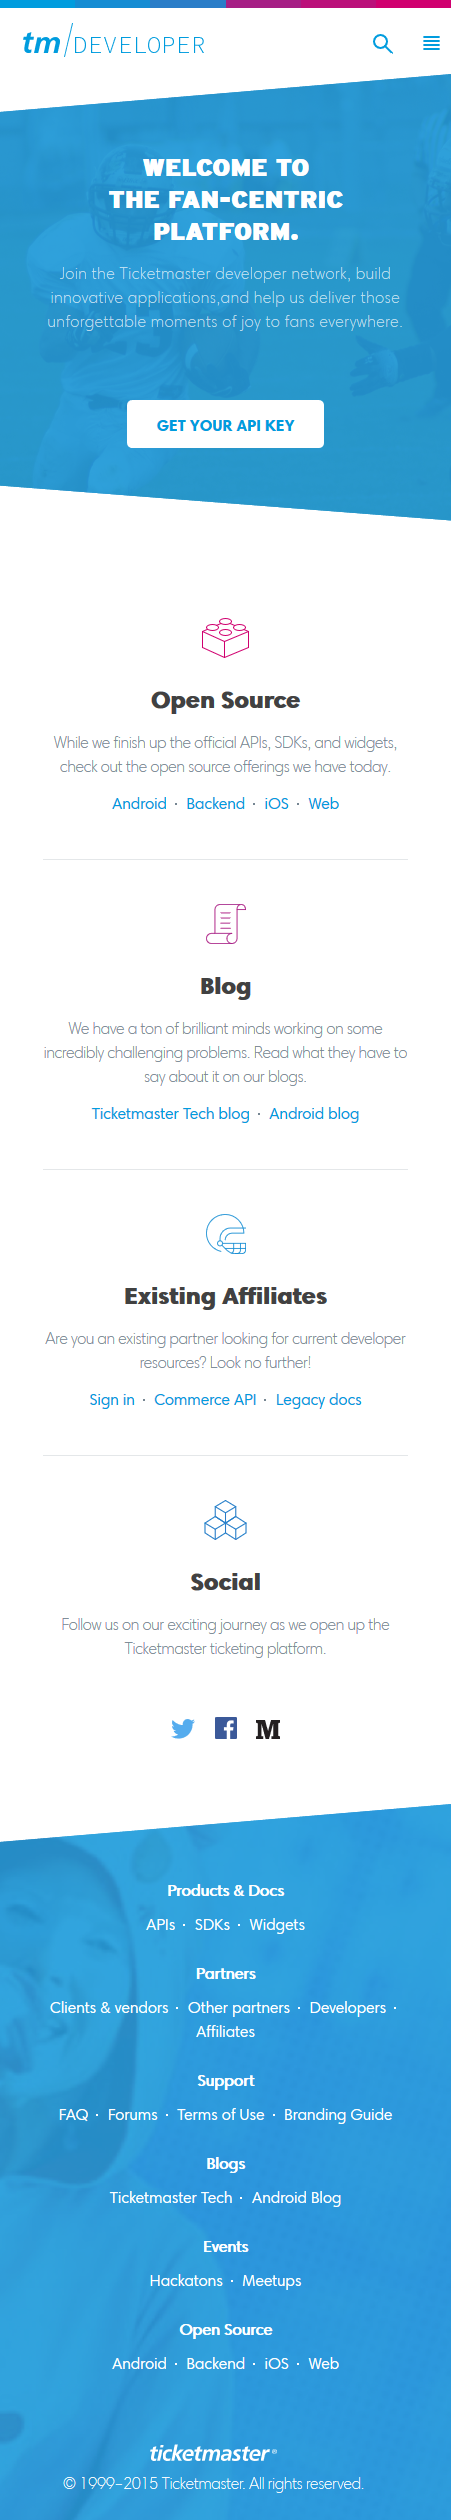 tm/DEVELOPER
WELCOME TO
THE FAN-CENTRIC
PLATFORM.
Join the Ticketmaster developer network, build
innovative applications,and help us deliver those
unforgettable moments of joy to fans everywhere.
GET YOUR API KEY
Open Source
While we finish up the official APIs, SDKs, and widgets,
check out the open source offerings we have today.
Android · Backend · iOS · Web
Blog
We have a ton of brilliant minds working on some
incredibly challenging problems. Read what they have to
say about it on our blogs.
Ticketmaster Tech blog · Android blog
Existing Affiliates
Are you an existing partner looking for current developer
resources? Look no further!
Sign in · Commerce API · Legacy docs
Social
Follow us on our exciting journey as we open up the
Ticketmaster ticketing platform.
f M
Products & Docs
APIs · SDKs · Widgets
Partners
Clients & vendors · Other partners · Developers ·
Affiliates
Support
FAQ · Forums · Terms of Use · Branding Guide
Blogs
Ticketmaster Tech · Android Blog
Events
Hackatons · Meetups
Open Source
Android · Backend · iOS · Web
ticketmaster®
© 1999-2015 Ticketmaster. All rights reserved.